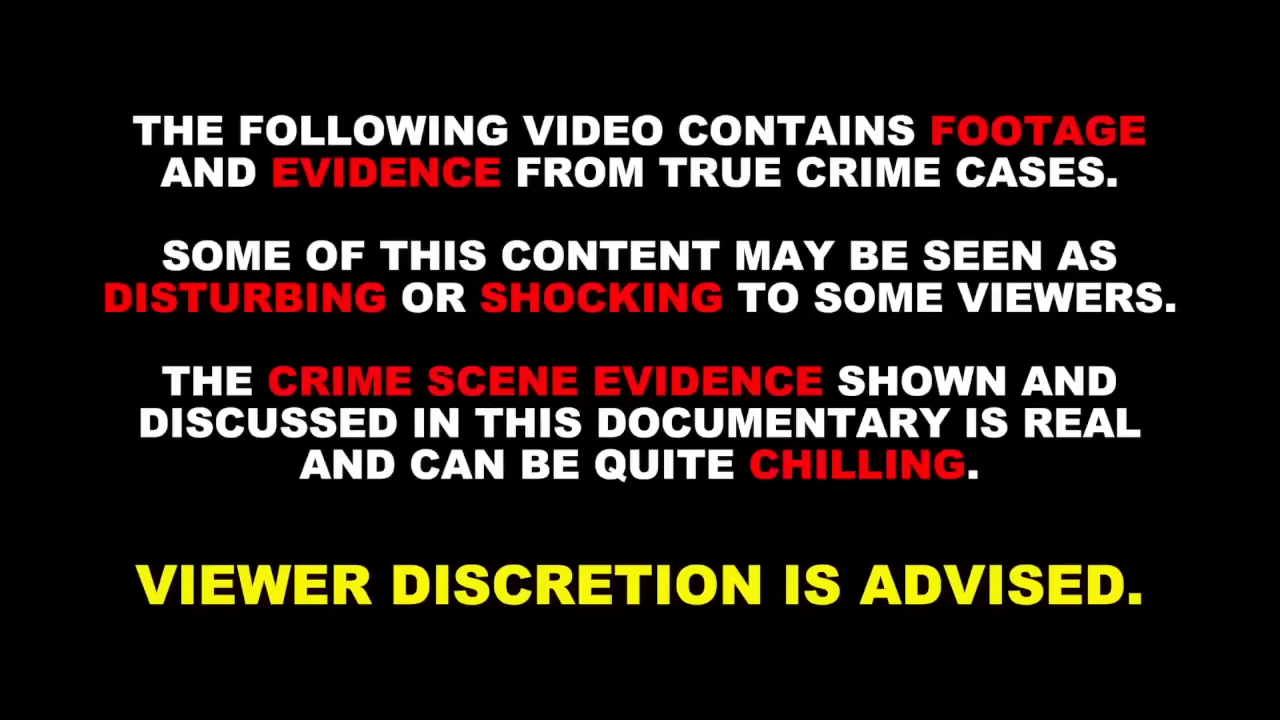 THE FOLLOWING VIDEO CONTAINS FOOTAGE
AND EVIDENCE FROM TRUE CRIME CASES.
SOME OF THIS CONTENT MAY BE SEEN AS
DISTURBING OR SHOCKING TO SOME VIEWERS.
THE CRIME SCENE EVIDENCE SHOWN AND
DISCUSSED IN THIS DOCUMENTARY IS REAL
AND CAN BE QUITE CHILLING.
VIEWER DISCRETION IS ADVISED.